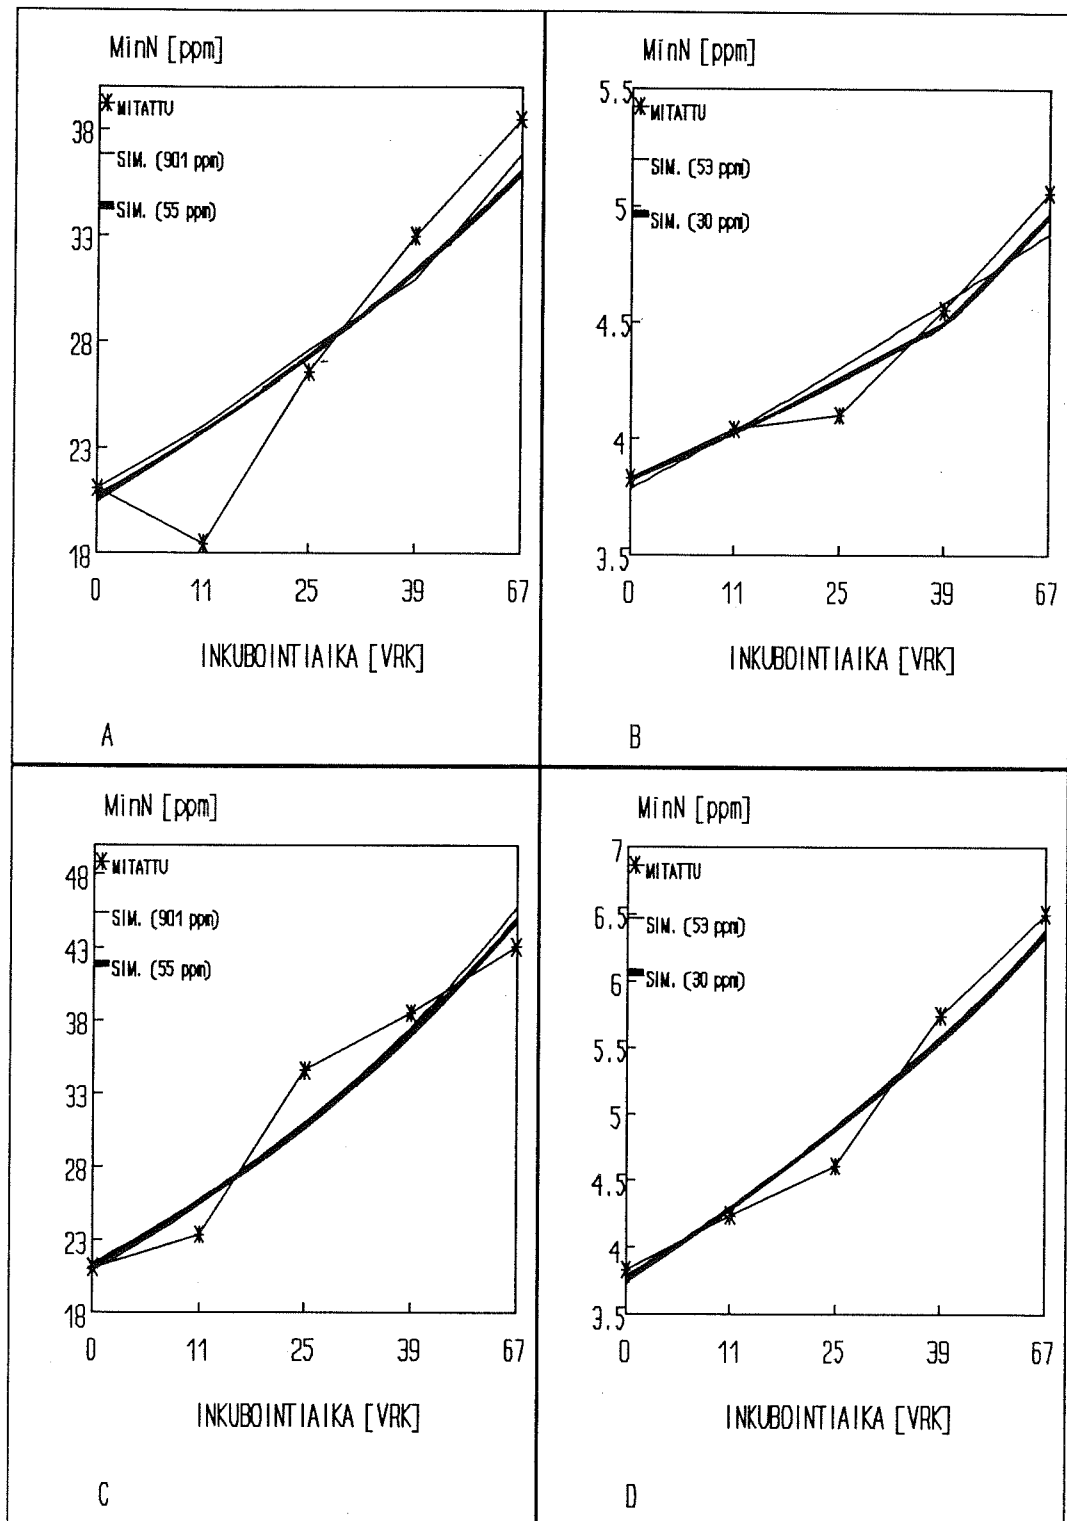 MinN [ppm]
MITATTU
SIM. (901 ppm)
SIM. (55 ppm)
38
33
28
23
18
0 11 25 39 67
INKUBOINTIAIKA [VRK]
A
MinN [ppm]
5.5
MITATTU
SIM. (53 ppm)
SIM. (30 ppm)
5
4.5
4
3.5
0 11 25 39 67
INKUBOINTIAIKA [VRK]
B
MinN [ppm]
MITATTU
SIM. (901 ppm)
SIM. (55 ppm)
48
43
38
33
28
23
18
0 11 25 39 67
INKUBOINTIAIKA [VRK]
C
MinN [ppm]
7
MITATTU
SIM. (53 ppm)
SIM. (30 ppm)
6.5
6
5.5
5
4.5
4
3.5
0 11 25 39 67
INKUBOINTIAIKA [VRK]
D